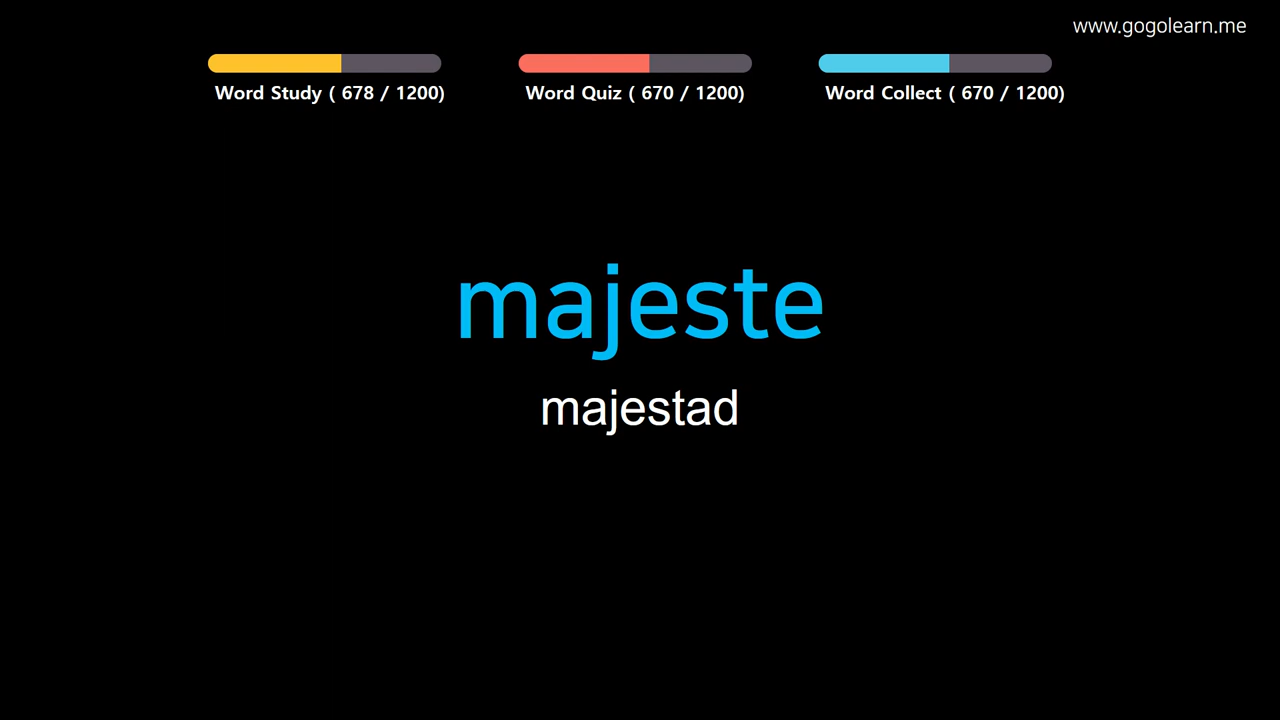 www.gogolearn.me
Word Study ( 678 / 1200)
Word Quiz ( 670 / 1200)
Word Collect ( 670 / 1200)
majeste
majestad